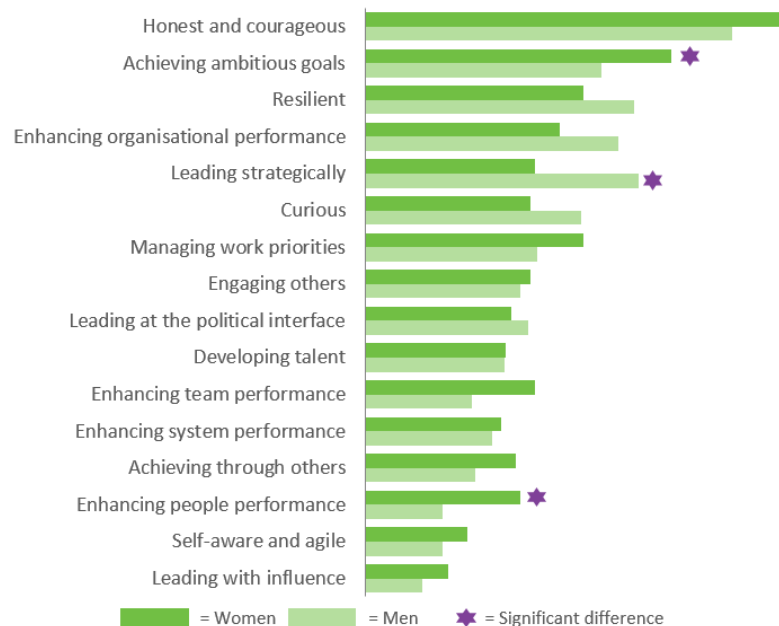 Honest and courageous
Achieving ambitious goals
Resilient
Enhancing organisational performance
Leading strategically
Curious
Managing work priorities
Engaging others
Leading at the political interface
Developing talent
Enhancing team performance
Enhancing system performance
Achieving through others
Enhancing people performance
Self-aware and agile
Leading with influence
= Women = Men = Significant difference